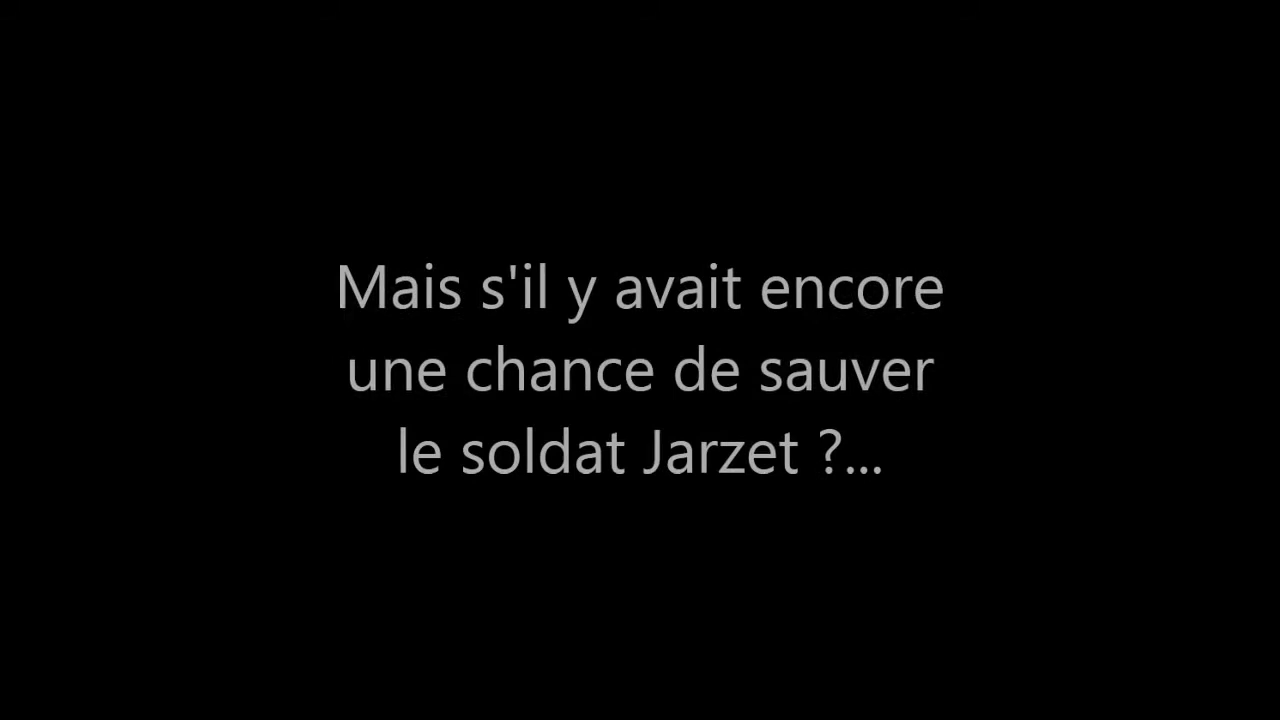 Mais s'il y avait encore
une chance de sauver
le soldat Jarzet ?...